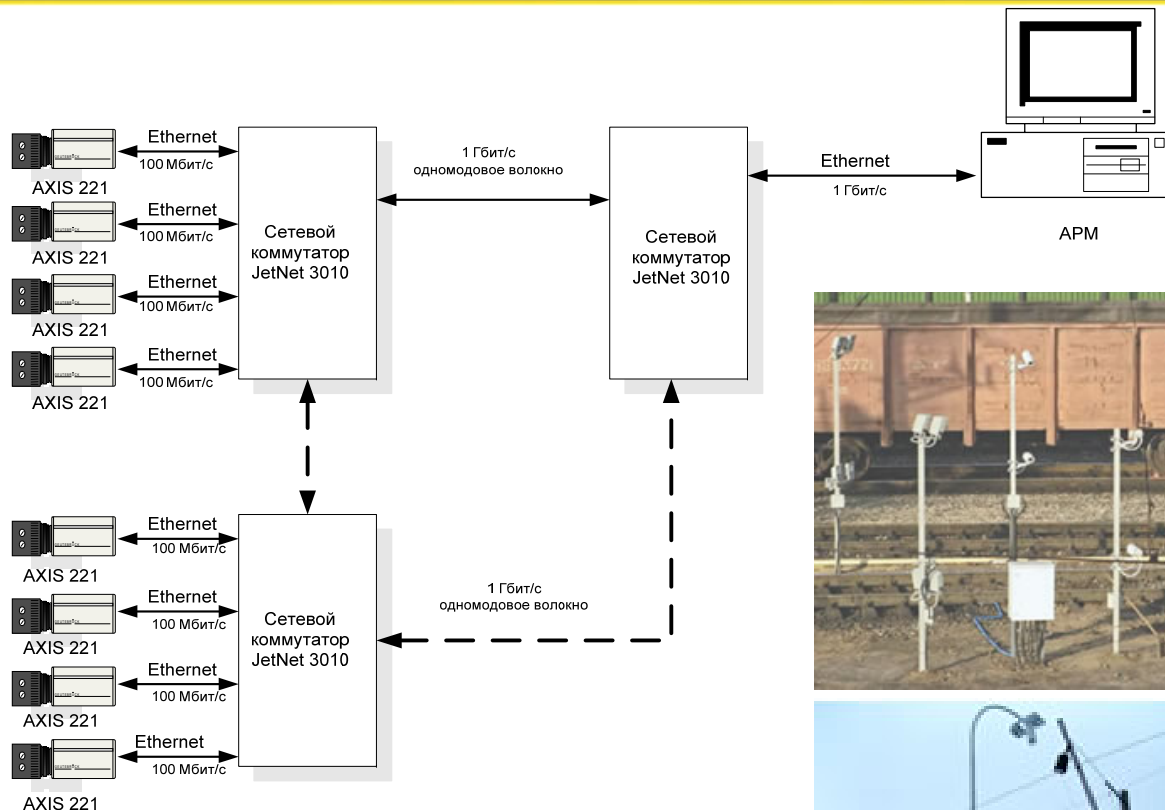 Ethernet
100 Мбит/с
AXIS 221
Ethernet
100 Мбит/с
AXIS 221
Ethernet
100 Мбит/с
AXIS 221
Ethernet
100 Мбит/с
AXIS 221
Сетевой
коммутатор
JetNet 3010
1 Гбит/с
одномодовое волокно
Сетевой
коммутатор
JetNet 3010
Ethernet
1 Гбит/с
АРМ
Ethernet
100 Мбит/с
AXIS 221
Ethernet
100 Мбит/с
AXIS 221
Ethernet
100 Мбит/с
AXIS 221
Ethernet
100 Мбит/с
AXIS 221
Сетевой
коммутатор
JetNet 3010
1 Гбит/с
одномодовое волокно